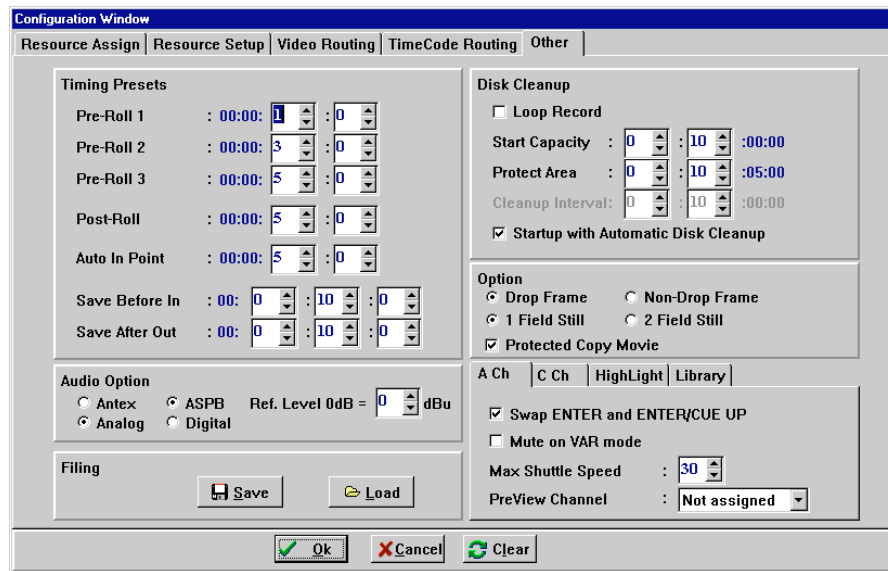 Configuration Window
Resource Assign Resource Setup Video Routing TimeCode Routing Other
Timing Presets
Pre-Roll 1 : 00:00: 1 : 0
Pre-Roll 2 : 00:00: 3 : 0
Pre-Roll 3 : 00:00: 5 : 0
Post-Roll : 00:00: 5 : 0
Auto In Point : 00:00: 5 : 0
Save Before In : 00: 0 : 10 : 0
Save After Out : 00: 0 : 10 : 0
Audio Option
Antex ASPB Ref. Level 0dB = 0 dBu
Analog Digital
Filing
Save Load
Disk Cleanup
Loop Record
Start Capacity : 0 : 10 :00:00
Protect Area : 0 : 10 :05:00
Cleanup Interval: 0 : 10 :00:00
Startup with Automatic Disk Cleanup
Option
Drop Frame Non-Drop Frame
1 Field Still 2 Field Still
Protected Copy Movie
A Ch C Ch HighLight Library
Swap ENTER and ENTER/CUE UP
Mute on VAR mode
Max Shuttle Speed : 30
PreView Channel : Not assigned
Ok Cancel Clear